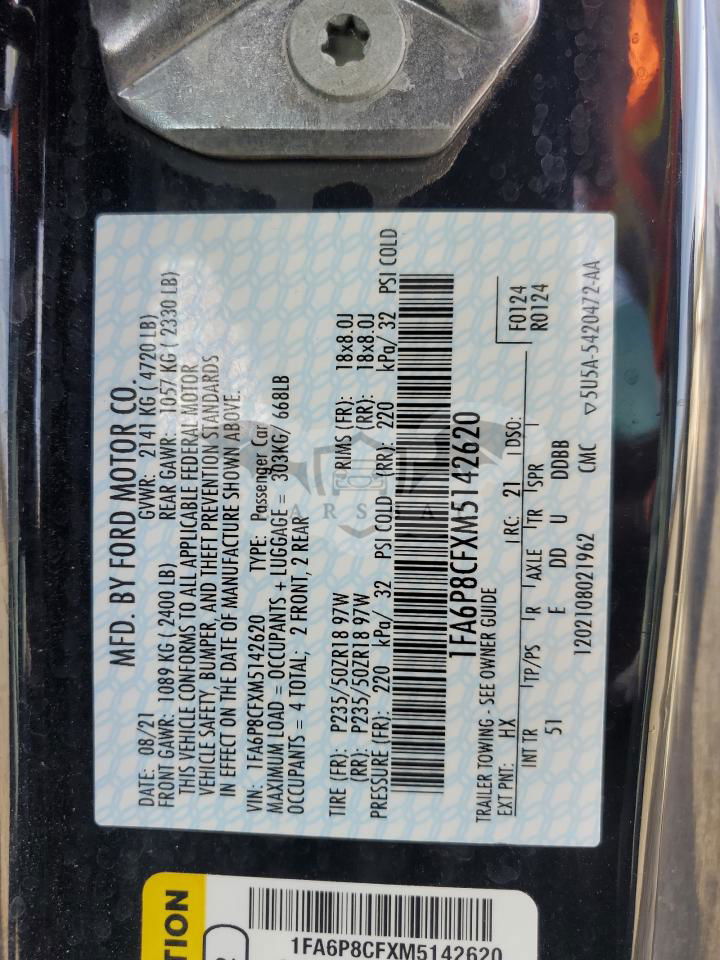 MFD. BY FORD MOTOR CO.
DATE: 08/21 GVWR: 2141 KG ( 4720 LB)
FRONT GAWR: 1089 KG ( 2400 LB) REAR GAWR: 1057 KG ( 2330 LB)
THIS VEHICLE CONFORMS TO ALL APPLICABLE FEDERAL MOTOR
VEHICLE SAFETY, BUMPER, AND THEFT PREVENTION STANDARDS
IN EFFECT ON THE DATE OF MANUFACTURE SHOWN ABOVE.
VIN: 1FA6P8CFXM5142620 TYPE: Passenger Car
MAXIMUM LOAD = OCCUPANTS + LUGGAGE = 303KG/ 668LB
OCCUPANTS = 4 TOTAL; 2 FRONT, 2 REAR
TIRE (FR): P235/50ZR18 97W RIMS (FR): 18x8.0J
(RR): P235/50ZR18 97W (RR): 18x8.0J
PRESSURE (FR): 220 kPa/ 32 PSI COLD (RR): 220 kPa/ 32 PSI COLD
1FA6P8CFXM5142620
TRAILER TOWING - SEE OWNER GUIDE F0124
EXT PNT: HX RC: 21 DSO: R0124
INT TR TP/PS R AXLE TR SPR
51 E DD U DDBB
1202108021962 CMC ▽5U5A-5420472-AA
TION
1FA6P8CFXM5142620